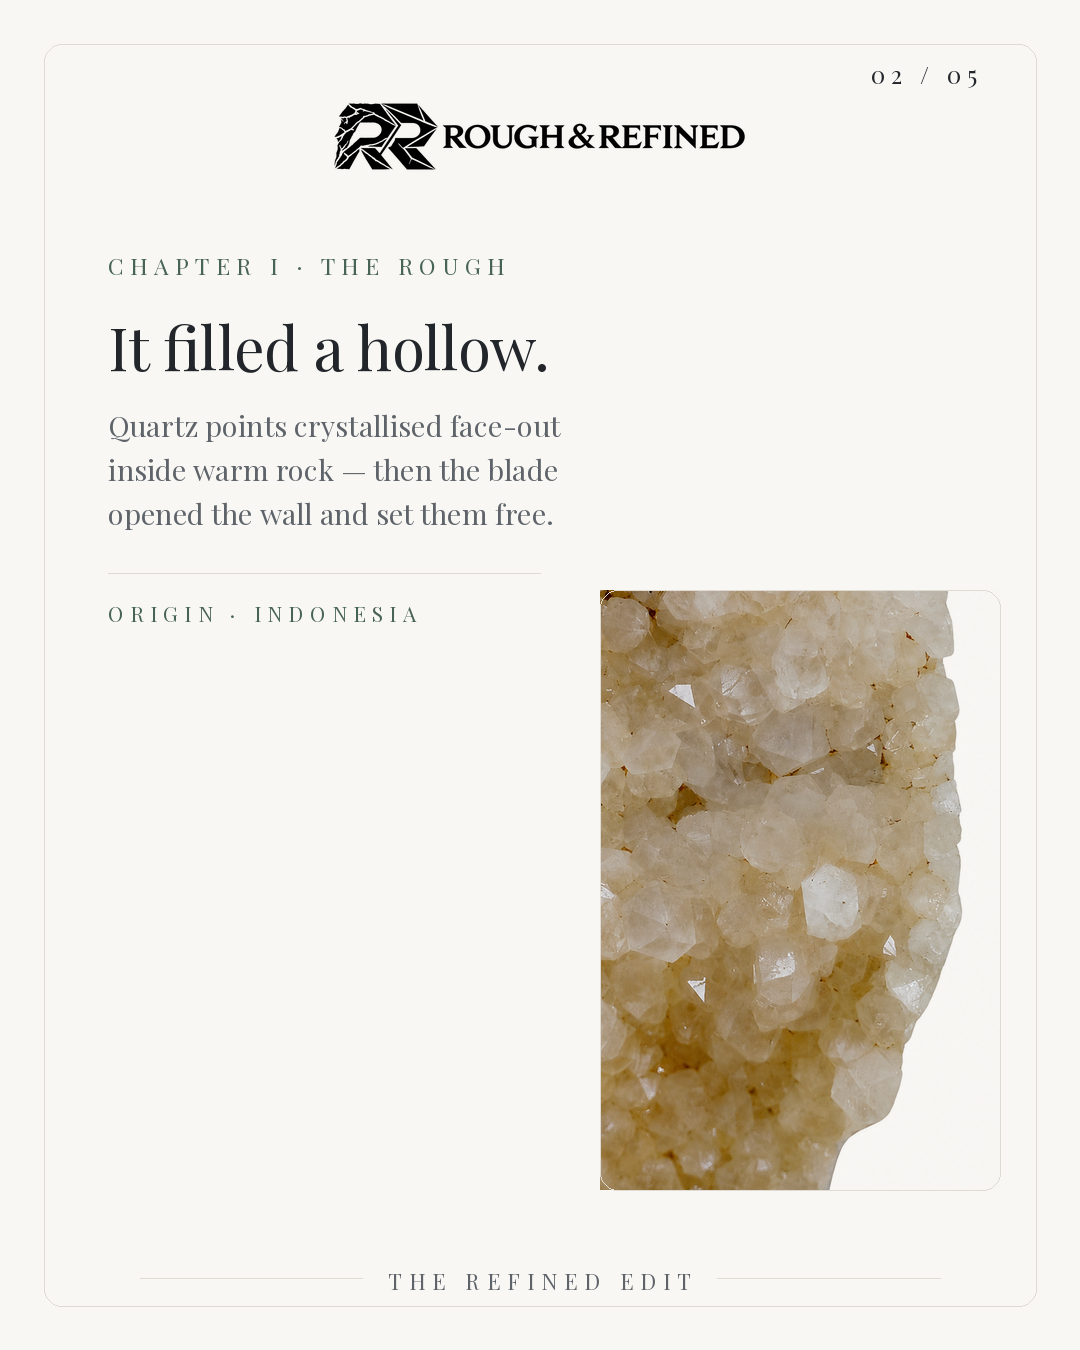 02 / 05
ROUGH & REFINED
CHAPTER I · THE ROUGH
It filled a hollow.
Quartz points crystallised face-out
inside warm rock — then the blade
opened the wall and set them free.
ORIGIN · INDONESIA
THE REFINED EDIT